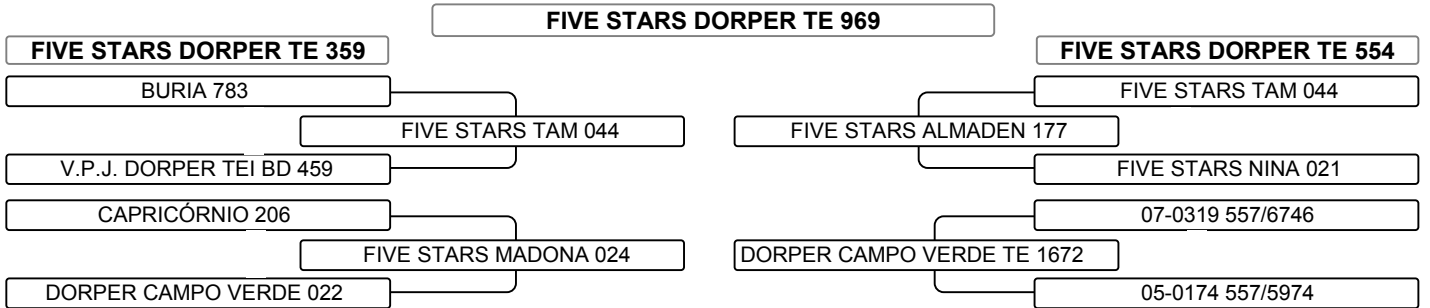 FIVE STARS DORPER TE 969
FIVE STARS DORPER TE 359
FIVE STARS DORPER TE 554
BURIA 783
FIVE STARS TAM 044
FIVE STARS TAM 044
FIVE STARS ALMADEN 177
V.P.J. DORPER TEI BD 459
FIVE STARS NINA 021
CAPRICÓRNIO 206
07-0319 557/6746
FIVE STARS MADONA 024
DORPER CAMPO VERDE TE 1672
DORPER CAMPO VERDE 022
05-0174 557/5974